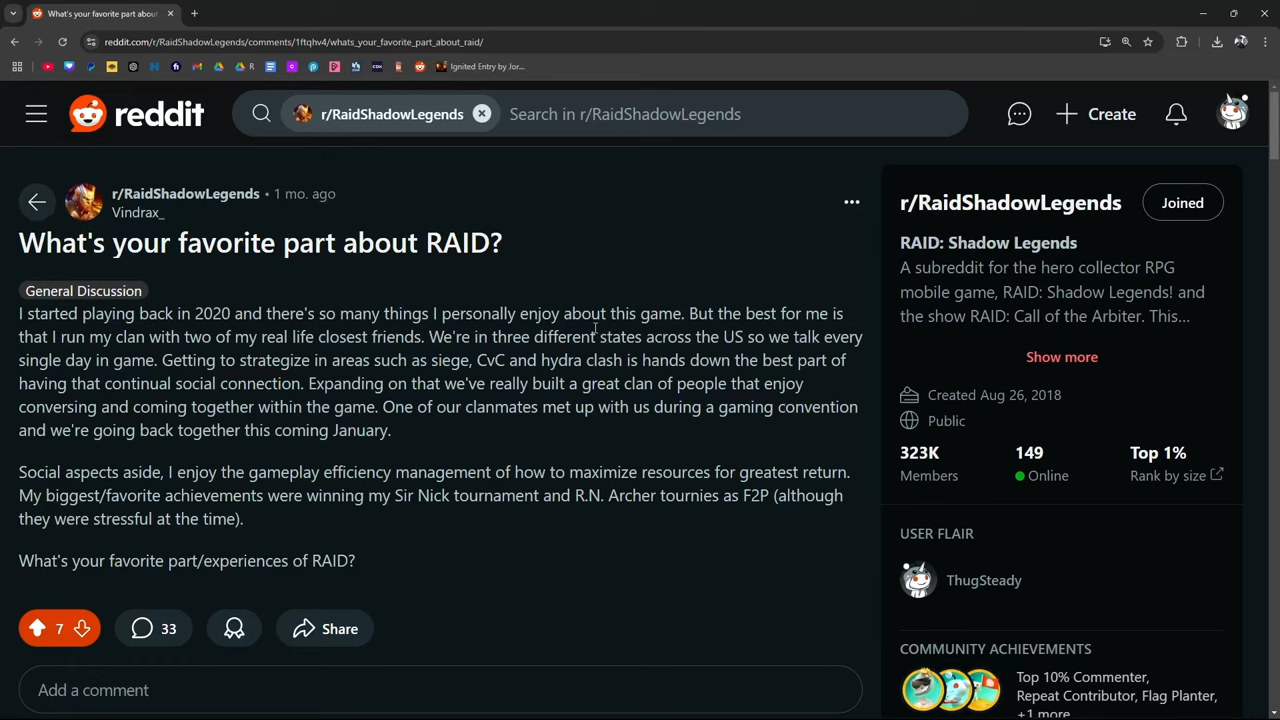 What's your favorite part about
reddit.com/r/RaidShadowLegends/comments/1ftqhv4/whats_your_favorite_part_about_raid/
R
Ignited Entry by Jor...
reddit
r/RaidShadowLegends
Search in r/RaidShadowLegends
Create
r/RaidShadowLegends • 1 mo. ago
Vindrax_
What's your favorite part about RAID?
General Discussion
I started playing back in 2020 and there's so many things I personally enjoy about this game. But the best for me is
that I run my clan with two of my real life closest friends. We're in three different states across the US so we talk every
single day in game. Getting to strategize in areas such as siege, CvC and hydra clash is hands down the best part of
having that continual social connection. Expanding on that we've really built a great clan of people that enjoy
conversing and coming together within the game. One of our clanmates met up with us during a gaming convention
and we're going back together this coming January.
Social aspects aside, I enjoy the gameplay efficiency management of how to maximize resources for greatest return.
My biggest/favorite achievements were winning my Sir Nick tournament and R.N. Archer tournies as F2P (although
they were stressful at the time).
What's your favorite part/experiences of RAID?
7
33
Share
Add a comment
r/RaidShadowLegends
Joined
RAID: Shadow Legends
A subreddit for the hero collector RPG
mobile game, RAID: Shadow Legends! and
the show RAID: Call of the Arbiter. This...
Show more
Created Aug 26, 2018
Public
323K
149
Top 1%
Members
Online
Rank by size
USER FLAIR
ThugSteady
COMMUNITY ACHIEVEMENTS
Top 10% Commenter,
Repeat Contributor, Flag Planter,
+1 more